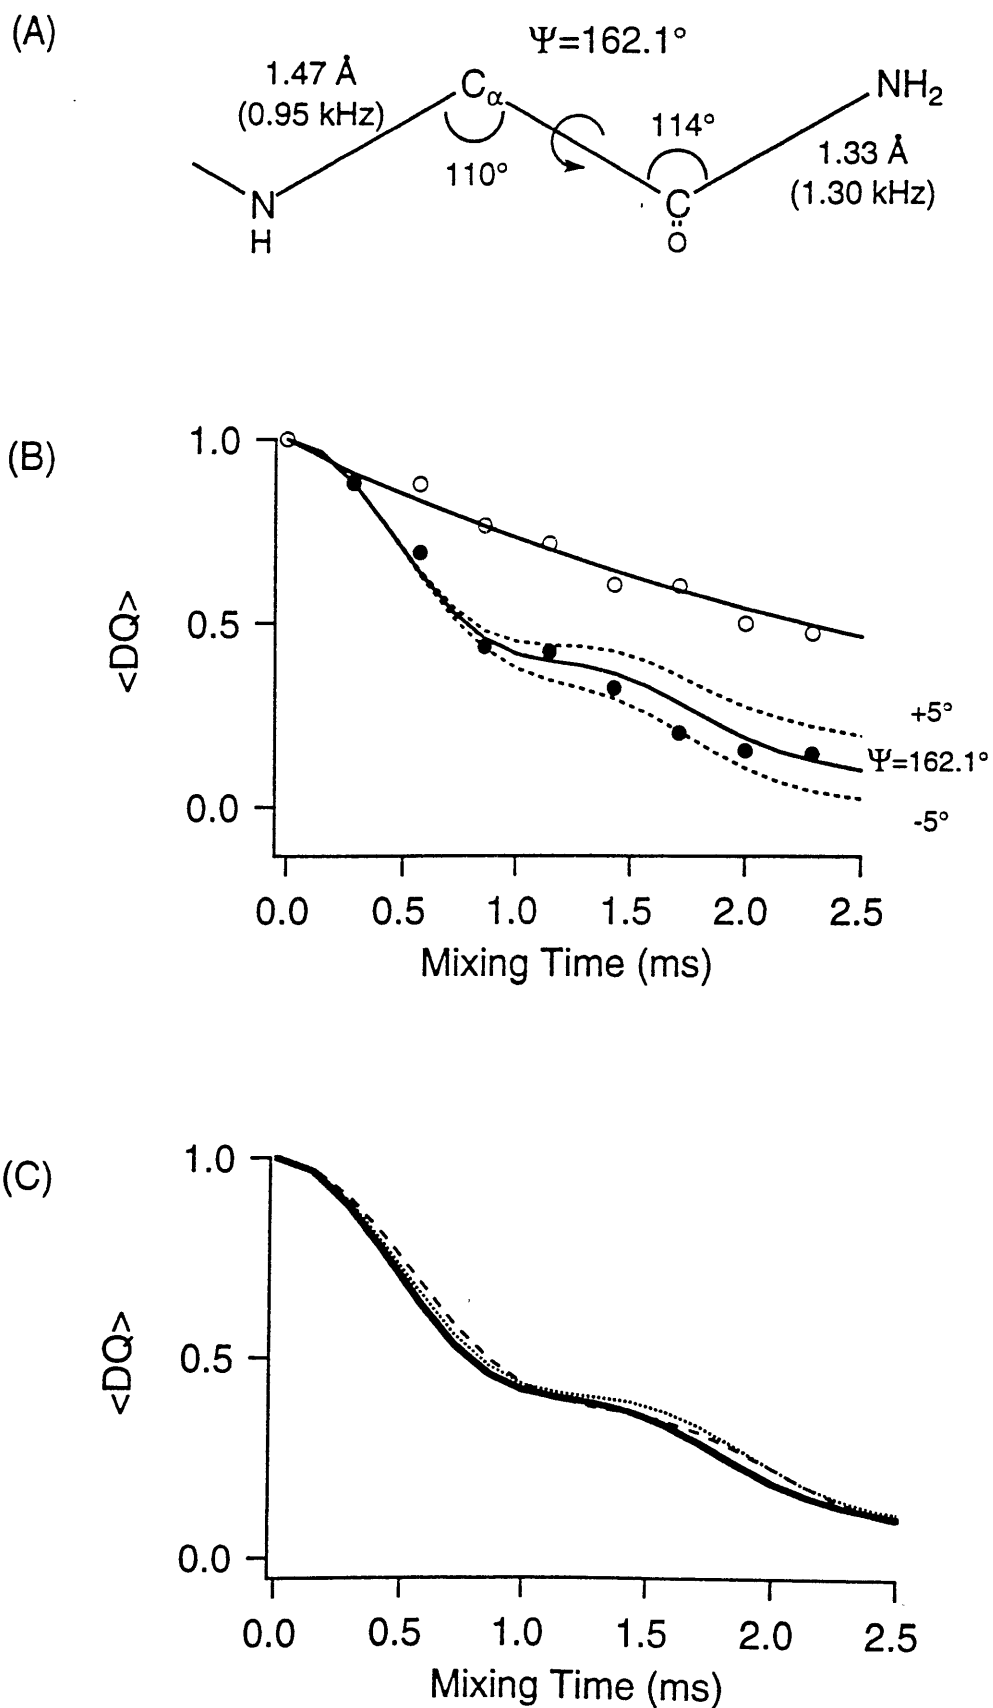 (A)
Ψ=162.1°
1.47 Å
(0.95 kHz)
Cα
NH2
110°
114°
1.33 Å
(1.30 kHz)
N
H
C
O
(B)
1.0
0.5
0.0
<DQ>
+5°
Ψ=162.1°
-5°
0.0 0.5 1.0 1.5 2.0 2.5
Mixing Time (ms)
(C)
1.0
0.5
0.0
<DQ>
0.0 0.5 1.0 1.5 2.0 2.5
Mixing Time (ms)